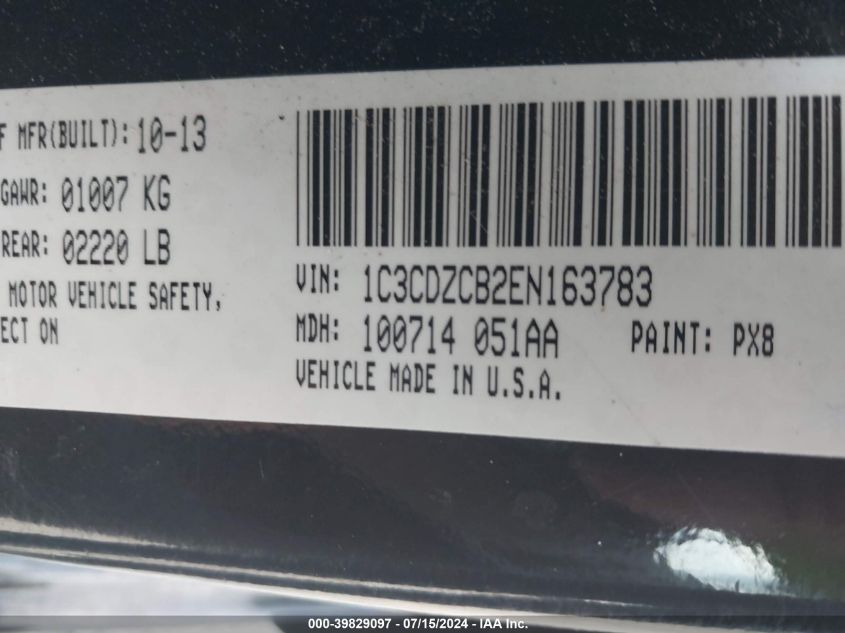 F MFR(BUILT): 10-13
GAWR: 01007 KG
REAR: 02220 LB
MOTOR VEHICLE SAFETY,
ECT ON
VIN: 1C3CDZCB2EN163783
MDH: 100714 051AA PAINT: PX8
VEHICLE MADE IN U.S.A.
000-39829097 - 07/15/2024 - IAA Inc.